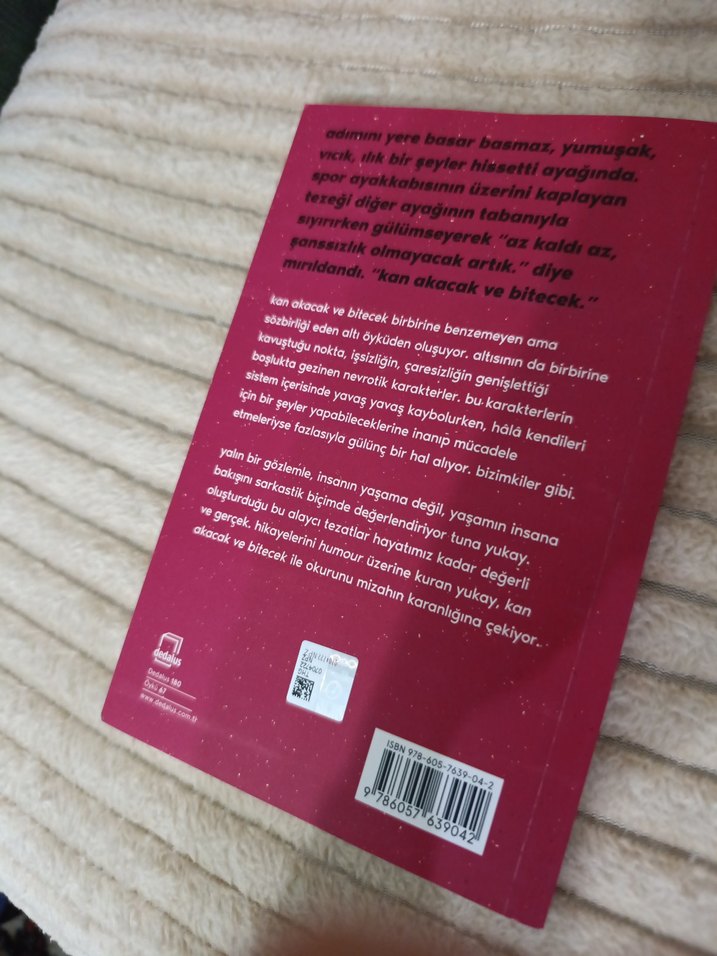 adımını yere basar basmaz, yumuşak,
vıcık, ılık bir şeyler hissetti ayağında.
spor ayakkabısının üzerini kaplayan
tezeği diğer ayağının tabanıyla
sıyırırken gülümseyerek "az kaldı az,
şanssızlık olmayacak artık." diye
mırıldandı. "kan akacak ve bitecek."
kan akacak ve bitecek birbirine benzemeyen ama
sözbirliği eden altı öyküden oluşuyor. altısının da birbirine
kavuştuğu nokta, işsizliğin, çaresizliğin genişlettiği
boşlukta gezinen nevrotik karakterler. bu karakterlerin
sistem içerisinde yavaş yavaş kaybolurken, hâlâ kendileri
için bir şeyler yapabileceklerine inanıp mücadele
etmeleriyse fazlasıyla gülünç bir hal alıyor. bizimkiler gibi.
yalın bir gözlemle, insanın yaşama değil, yaşamın insana
bakışını sarkastik biçimde değerlendiriyor tuna yukay.
oluşturduğu bu alaycı tezatlar hayatımız kadar değerli
ve gerçek. hikayelerini humour üzerine kuran yukay, kan
akacak ve bitecek ile okurunu mizahın karanlığına çekiyor.
dedalus
Dedalus 180
Öykü 67
www.dedalus.com.tr
THG
0704722
ISBN 978-605-7639-04-2
9 786057 639042